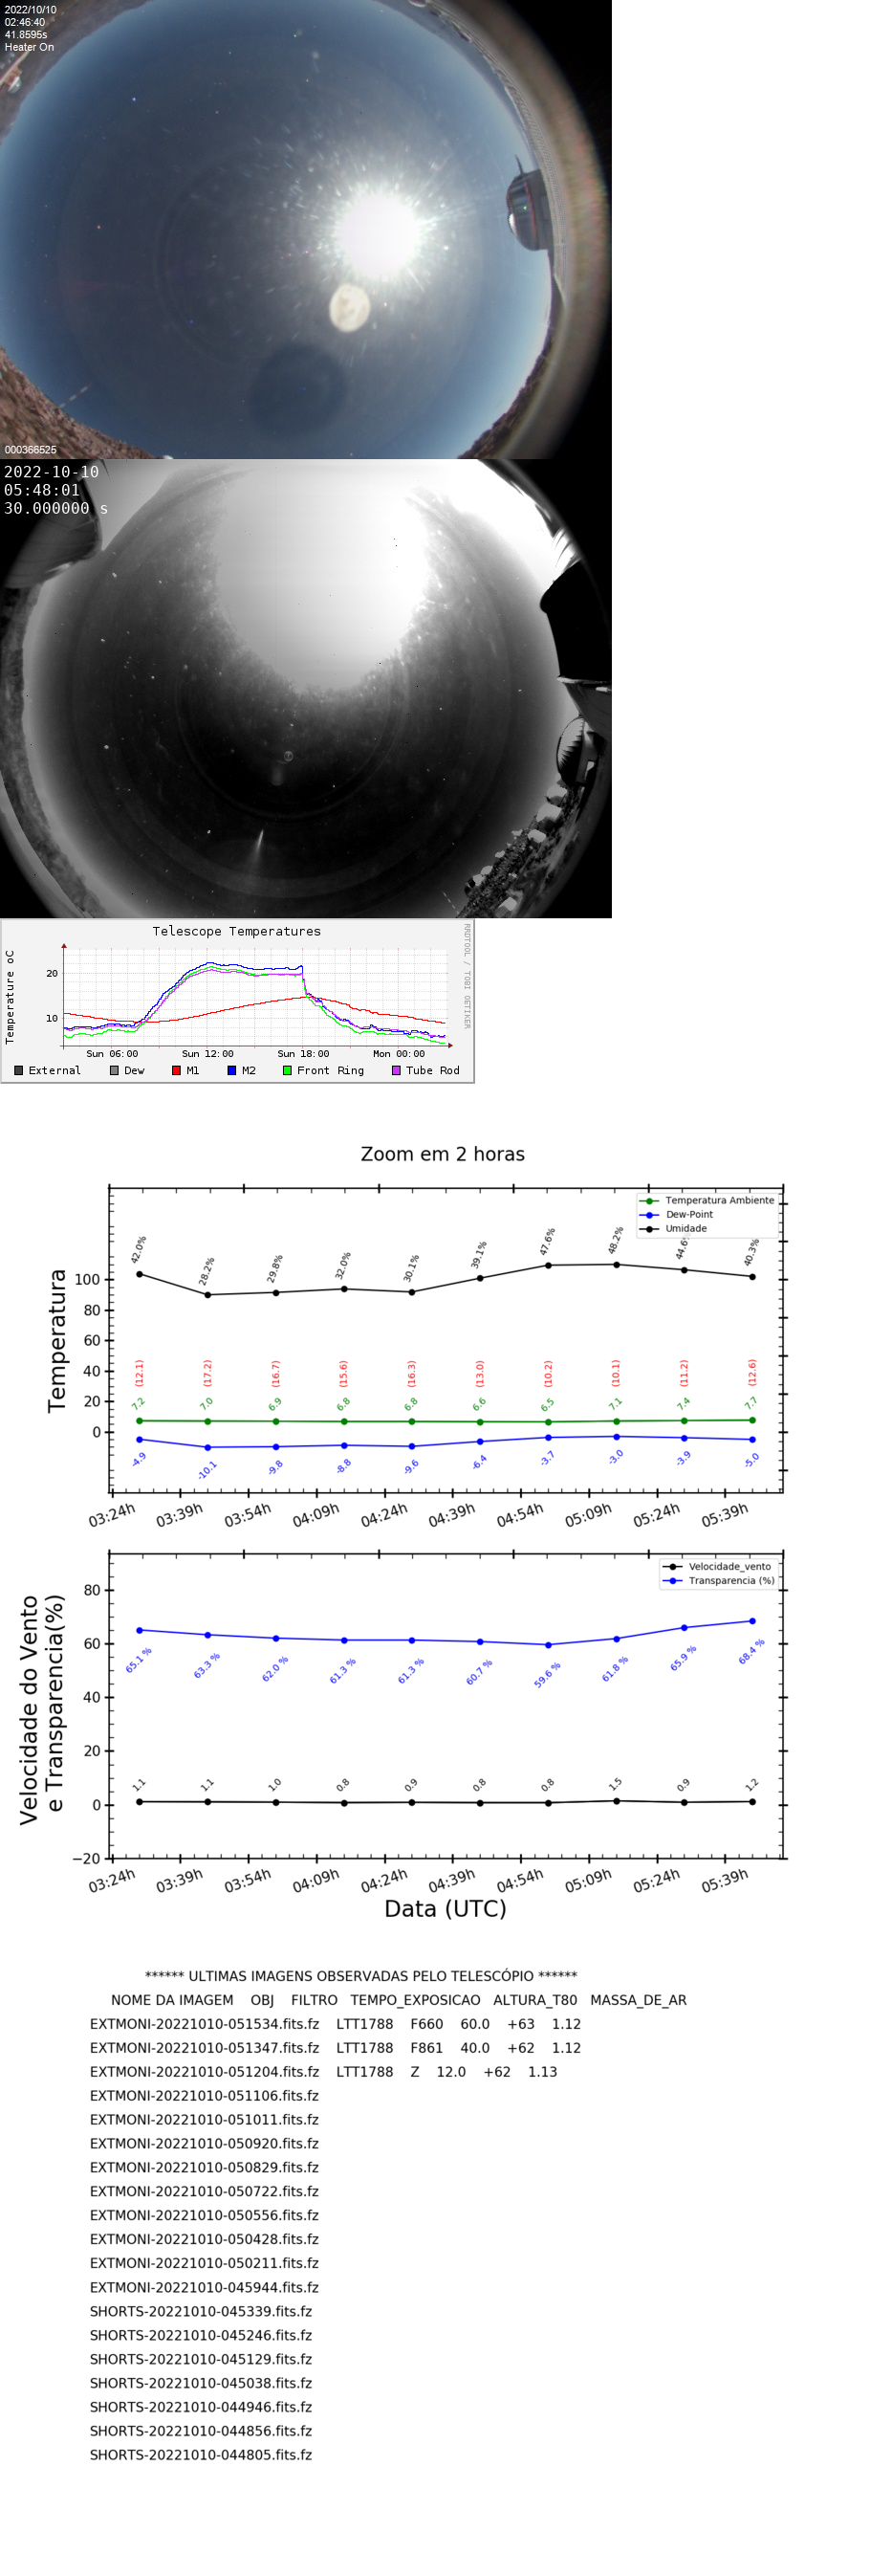 2022/10/10
02:46:40
41.8595s
Heater On
000366525
2022-10-10
05:48:01
30.000000 s
Telescope Temperatures
RRDTOOL / TOBI OETIKER
Temperature oC
20
10
Sun 06:00 Sun 12:00 Sun 18:00 Mon 00:00
External Dew M1 M2 Front Ring Tube Rod
Zoom em 2 horas
Temperatura Ambiente
Dew-Point
Umidade
Temperatura
100
80
60
40
20
0
42.0% 28.2% 29.8% 32.0% 30.1% 39.1% 47.6% 48.2% 44.6% 40.3%
(12.1) (17.2) (16.7) (15.6) (16.3) (13.0) (10.2) (10.1) (11.2) (12.6)
7.2 7.0 6.9 6.8 6.8 6.6 6.5 7.1 7.4 7.7
-4.9 -10.1 -9.8 -8.8 -9.6 -6.4 -3.7 -3.0 -3.9 -5.0
03:24h 03:39h 03:54h 04:09h 04:24h 04:39h 04:54h 05:09h 05:24h 05:39h
Velocidade_vento
Transparencia (%)
Velocidade do Vento
e Transparencia(%)
80
60
40
20
0
−20
65.1 % 63.3 % 62.0 % 61.3 % 61.3 % 60.7 % 59.6 % 61.8 % 65.9 % 68.4 %
1.1 1.1 1.0 0.8 0.9 0.8 0.8 1.5 0.9 1.2
03:24h 03:39h 03:54h 04:09h 04:24h 04:39h 04:54h 05:09h 05:24h 05:39h
Data (UTC)
****** ULTIMAS IMAGENS OBSERVADAS PELO TELESCÓPIO ******
NOME DA IMAGEM OBJ FILTRO TEMPO_EXPOSICAO ALTURA_T80 MASSA_DE_AR
EXTMONI-20221010-051534.fits.fz LTT1788 F660 60.0 +63 1.12
EXTMONI-20221010-051347.fits.fz LTT1788 F861 40.0 +62 1.12
EXTMONI-20221010-051204.fits.fz LTT1788 Z 12.0 +62 1.13
EXTMONI-20221010-051106.fits.fz
EXTMONI-20221010-051011.fits.fz
EXTMONI-20221010-050920.fits.fz
EXTMONI-20221010-050829.fits.fz
EXTMONI-20221010-050722.fits.fz
EXTMONI-20221010-050556.fits.fz
EXTMONI-20221010-050428.fits.fz
EXTMONI-20221010-050211.fits.fz
EXTMONI-20221010-045944.fits.fz
SHORTS-20221010-045339.fits.fz
SHORTS-20221010-045246.fits.fz
SHORTS-20221010-045129.fits.fz
SHORTS-20221010-045038.fits.fz
SHORTS-20221010-044946.fits.fz
SHORTS-20221010-044856.fits.fz
SHORTS-20221010-044805.fits.fz